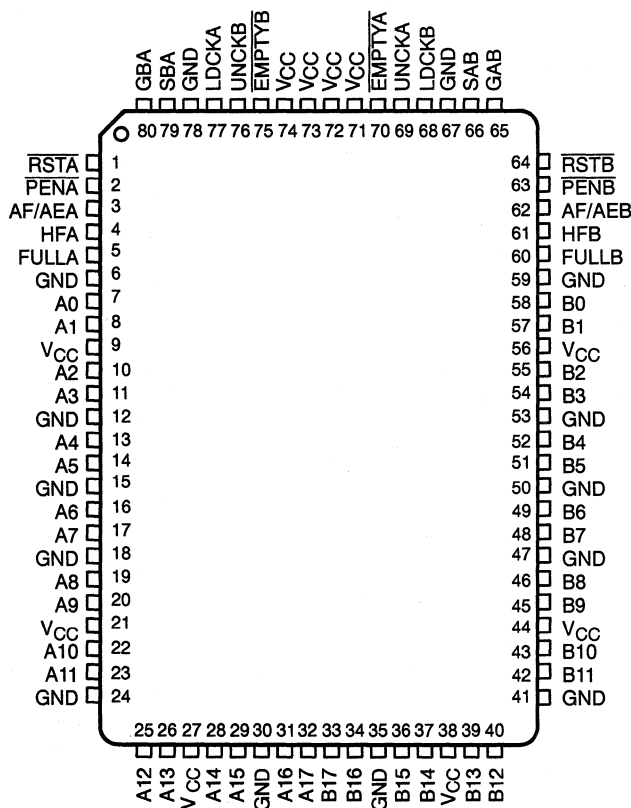 GBA SBA GND LDCKA UNCKB EMPTYB VCC VCC VCC VCC EMPTYA UNCKA LDCKB GND SAB GAB
80 79 78 77 76 75 74 73 72 71 70 69 68 67 66 65
RSTA 1 64 RSTB
PENA 2 63 PENB
AF/AEA 3 62 AF/AEB
HFA 4 61 HFB
FULLA 5 60 FULLB
GND 6 59 GND
A0 7 58 B0
A1 8 57 B1
VCC 9 56 VCC
A2 10 55 B2
A3 11 54 B3
GND 12 53 GND
A4 13 52 B4
A5 14 51 B5
GND 15 50 GND
A6 16 49 B6
A7 17 48 B7
GND 18 47 GND
A8 19 46 B8
A9 20 45 B9
VCC 21 44 VCC
A10 22 43 B10
A11 23 42 B11
GND 24 41 GND
25 26 27 28 29 30 31 32 33 34 35 36 37 38 39 40
A12 A13 VCC A14 A15 GND A16 A17 B17 B16 GND B15 B14 VCC B13 B12